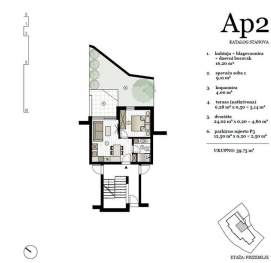 Ap2
KATALOG STANOVA
1. kuhinja + blagavaonica
+ dnevni boravak
16,20 m²
2. spavaća soba 1
9,11 m²
3. kupaonica
4,00 m²
4. terasa (natkrivena)
6,28 m² x 0,50 = 3,14 m²
5. dvorište
24,02 m² x 0,20 = 4,80 m²
6. parkirno mjesto P3
12,50 m² x 0,20 = 2,50 m²
UKUPNO: 39,75 m²
ETAŽA: PRIZEMLJE